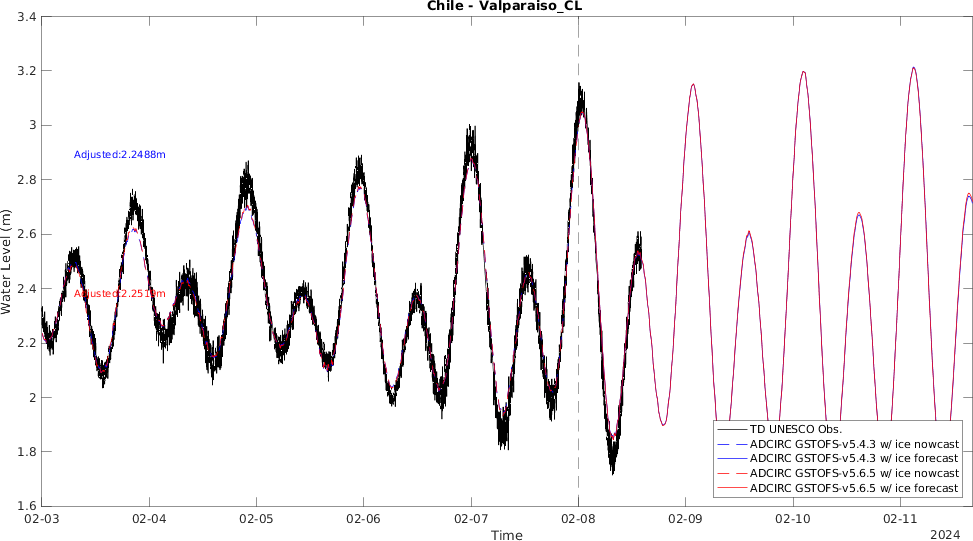 Chile - Valparaiso_CL
3.4
3.2
3
2.8
2.6
2.4
2.2
2
1.8
1.6
Water Level (m)
Adjusted:2.2488m
Adjusted:2.2519m
TD UNESCO Obs.
ADCIRC GSTOFS-v5.4.3 w/ ice nowcast
ADCIRC GSTOFS-v5.4.3 w/ ice forecast
ADCIRC GSTOFS-v5.6.5 w/ ice nowcast
ADCIRC GSTOFS-v5.6.5 w/ ice forecast
02-03 02-04 02-05 02-06 02-07 02-08 02-09 02-10 02-11
Time
2024